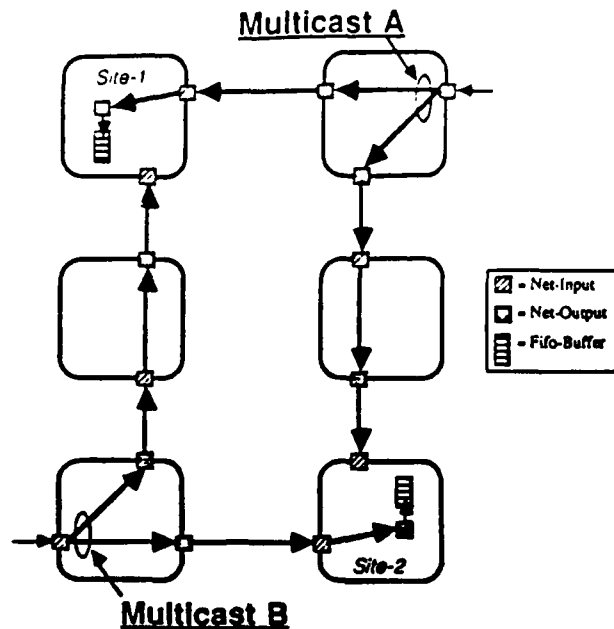 Multicast A
Site-1
= Net-Input
= Net-Output
= Fifo-Buffer
Site-2
Multicast B